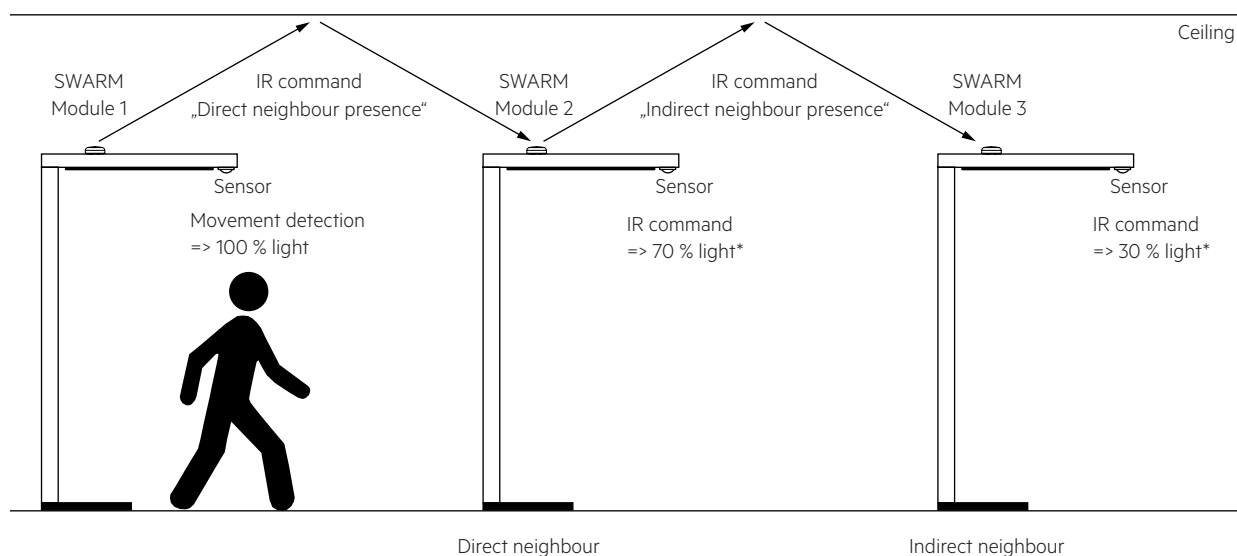 Ceiling
SWARM
Module 1
IR command
„Direct neighbour presence“
SWARM
Module 2
IR command
„Indirect neighbour presence“
SWARM
Module 3
Sensor
Movement detection
=> 100 % light
Sensor
IR command
=> 70 % light*
Sensor
IR command
=> 30 % light*
Direct neighbour
Indirect neighbour